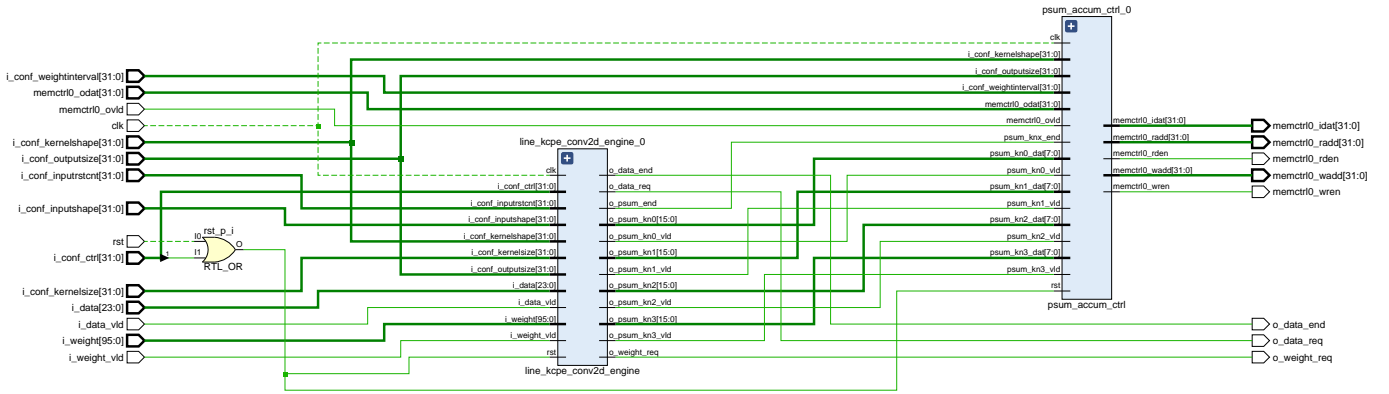 psum_accum_ctrl_0
clk
i_conf_kernelshape[31:0]
i_conf_outputsize[31:0]
i_conf_weightinterval[31:0]
memctrl0_odat[31:0]
memctrl0_ovld
psum_knx_end
psum_kn0_dat[7:0]
psum_kn0_vld
psum_kn1_dat[7:0]
psum_kn1_vld
psum_kn2_dat[7:0]
psum_kn2_vld
psum_kn3_dat[7:0]
psum_kn3_vld
rst
memctrl0_idat[31:0]
memctrl0_radd[31:0]
memctrl0_rden
memctrl0_wadd[31:0]
memctrl0_wren
psum_accum_ctrl
i_conf_weightinterval[31:0]
memctrl0_odat[31:0]
memctrl0_ovld
clk
i_conf_kernelshape[31:0]
i_conf_outputsize[31:0]
i_conf_inputrstcnt[31:0]
i_conf_inputshape[31:0]
rst
i_conf_ctrl[31:0]
i_conf_kernelsize[31:0]
i_data[23:0]
i_data_vld
i_weight[95:0]
i_weight_vld
rst_p_i
I0
I1
O
RTL_OR
line_kcpe_conv2d_engine_0
clk
i_conf_ctrl[31:0]
i_conf_inputrstcnt[31:0]
i_conf_inputshape[31:0]
i_conf_kernelshape[31:0]
i_conf_kernelsize[31:0]
i_conf_outputsize[31:0]
i_data[23:0]
i_data_vld
i_weight[95:0]
i_weight_vld
rst
o_data_end
o_data_req
o_psum_end
o_psum_kn0[15:0]
o_psum_kn0_vld
o_psum_kn1[15:0]
o_psum_kn1_vld
o_psum_kn2[15:0]
o_psum_kn2_vld
o_psum_kn3[15:0]
o_psum_kn3_vld
o_weight_req
line_kcpe_conv2d_engine
memctrl0_idat[31:0]
memctrl0_radd[31:0]
memctrl0_rden
memctrl0_wadd[31:0]
memctrl0_wren
o_data_end
o_data_req
o_weight_req